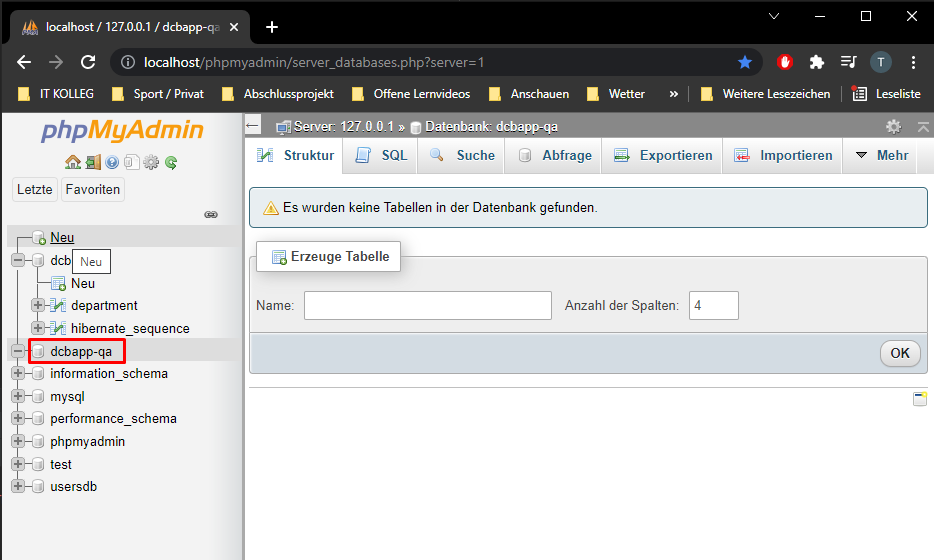 localhost / 127.0.0.1 / dcbapp-qa
localhost/phpmyadmin/server_databases.php?server=1
T
IT KOLLEG Sport / Privat Abschlussprojekt Offene Lernvideos Anschauen Wetter » Weitere Lesezeichen Leseliste
phpMyAdmin
Letzte Favoriten
Neu
dcb
Neu
Neu
department
hibernate_sequence
dcbapp-qa
information_schema
mysql
performance_schema
phpmyadmin
test
usersdb
Server: 127.0.0.1 » Datenbank: dcbapp-qa
Struktur SQL Suche Abfrage Exportieren Importieren Mehr
Es wurden keine Tabellen in der Datenbank gefunden.
Erzeuge Tabelle
Name: Anzahl der Spalten: 4
OK